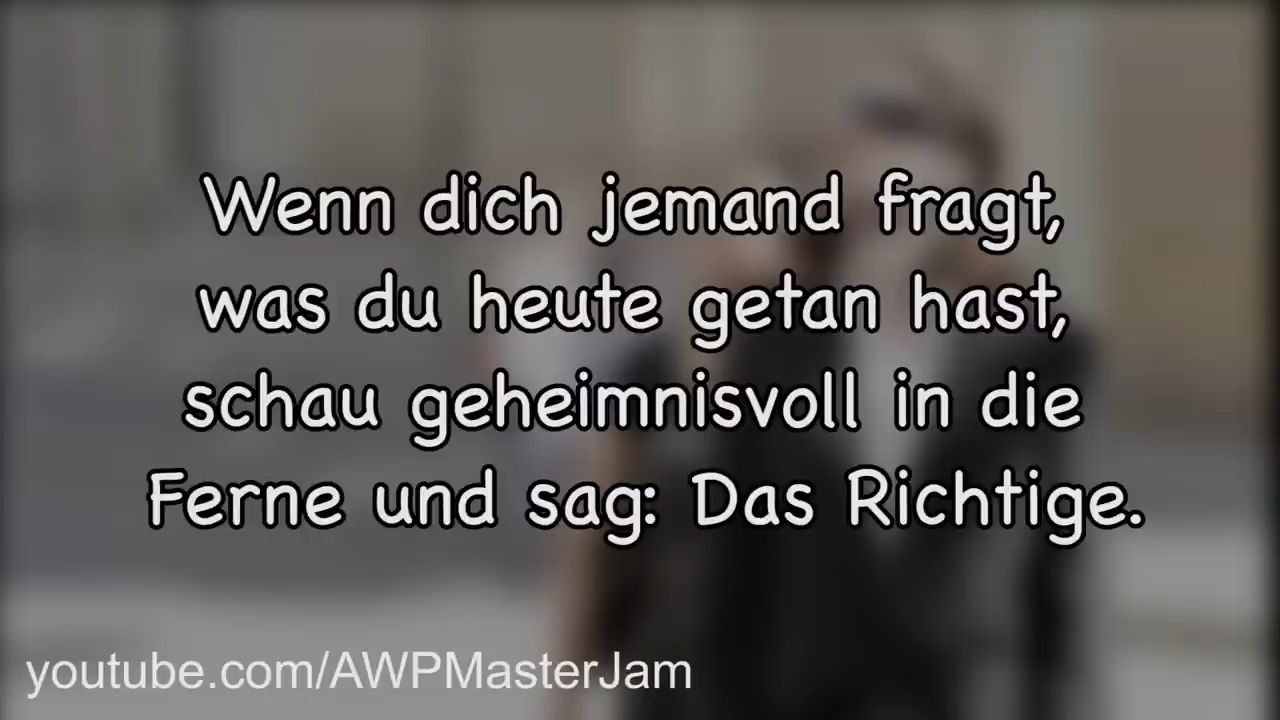 Wenn dich jemand fragt,
was du heute getan hast,
schau geheimnisvoll in die
Ferne und sag: Das Richtige.
youtube.com/AWPMasterJam